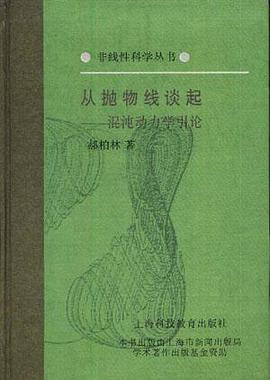 非线性科学丛书
从抛物线谈起
——混沌动力学引论
郝柏林 著
上海科技教育出版社
本书出版由上海市新闻出版局
学术著作出版基金资助